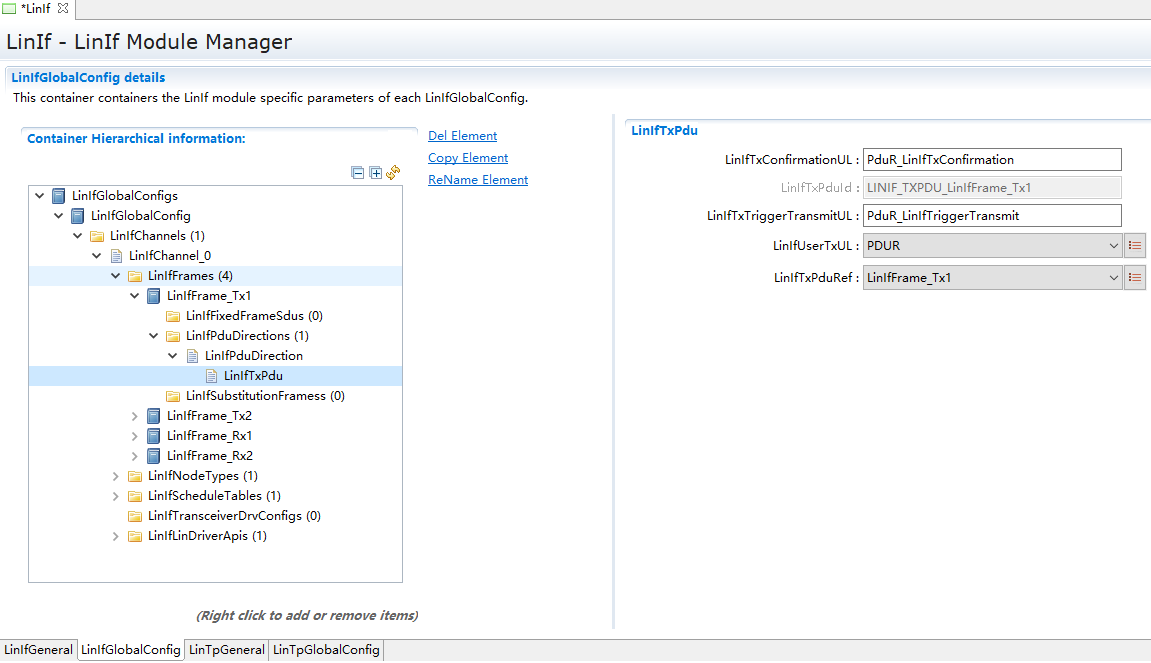 *LinIf
LinIf - LinIf Module Manager
LinIfGlobalConfig details
This container containers the LinIf module specific parameters of each LinIfGlobalConfig.
Container Hierarchical information:
Del Element
Copy Element
ReName Element
LinIfGlobalConfigs
LinIfGlobalConfig
LinIfChannels (1)
LinIfChannel_0
LinIfFrames (4)
LinIfFrame_Tx1
LinIfFixedFrameSdus (0)
LinIfPduDirections (1)
LinIfPduDirection
LinIfTxPdu
LinIfSubstitutionFramess (0)
LinIfFrame_Tx2
LinIfFrame_Rx1
LinIfFrame_Rx2
LinIfNodeTypes (1)
LinIfScheduleTables (1)
LinIfTransceiverDrvConfigs (0)
LinIfLinDriverApis (1)
(Right click to add or remove items)
LinIfTxPdu
LinIfTxConfirmationUL : PduR_LinIfTxConfirmation
LinIfTxPduId : LINIF_TXPDU_LinIfFrame_Tx1
LinIfTxTriggerTransmitUL : PduR_LinIfTriggerTransmit
LinIfUserTxUL : PDUR
LinIfTxPduRef : LinIfFrame_Tx1
LinIfGeneral LinIfGlobalConfig LinTpGeneral LinTpGlobalConfig